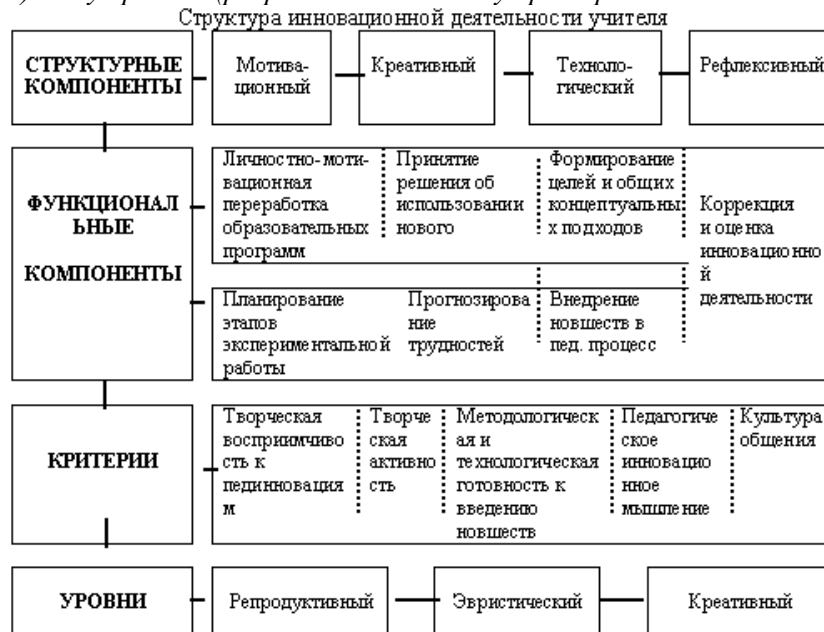 Структура инновационной деятельности учителя
СТРУКТУРНЫЕ
КОМПОНЕНТЫ
Мотива-
ционный
Креативный
Техноло-
гический
Рефлексивный
ФУНКЦИОНАЛ
ЬНЫЕ
КОМПОНЕНТЫ
Личностно-моти-
вационная
переработка
образовательных
программ
Принятие
решения об
использовании
нового
Формирование
целей и общих
концептуальны
х подходов
Коррекция
и оценка
инновационно
й
деятельности
Планирование
этапов
экспериментальной
работы
Прогнозирова
ние
трудностей
Внедрение
новшеств в
пед. процесс
КРИТЕРИИ
Творческая
восприимчиво
сть к
пединновация
м
Творче
ская
активно
сть
Методологическ
ая и
технологическая
готовность к
введению
новшеств
Педагогиче
ское
инновацио
нное
мышление
Культура
общения
УРОВНИ
Репродуктивный
Эвристический
Креативный